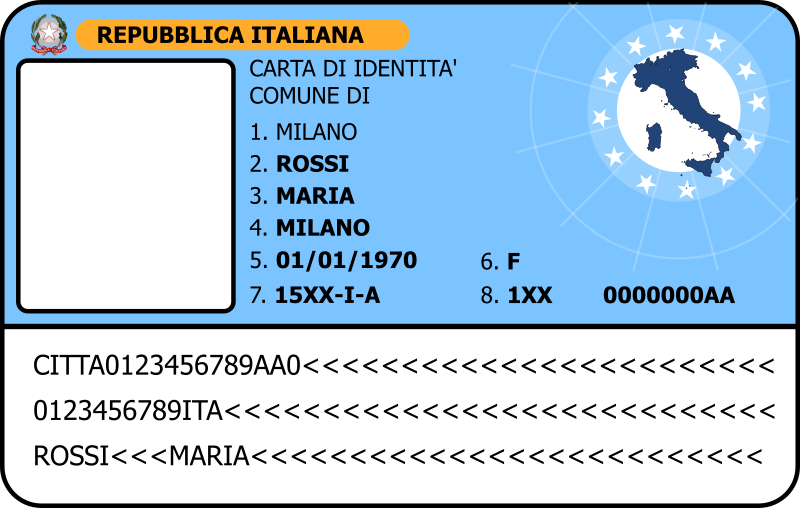 REPUBBLICA ITALIANA
CARTA DI IDENTITA'
COMUNE DI
1. MILANO
2. ROSSI
3. MARIA
4. MILANO
5. 01/01/1970 6. F
7. 15XX-I-A 8. 1XX 0000000AA
CITTA0123456789AA0<<<<<<<<<<<<<<<<<<<<<<<<
0123456789ITA<<<<<<<<<<<<<<<<<<<<<<<<<<<<
ROSSI<<<MARIA<<<<<<<<<<<<<<<<<<<<<<<<<<